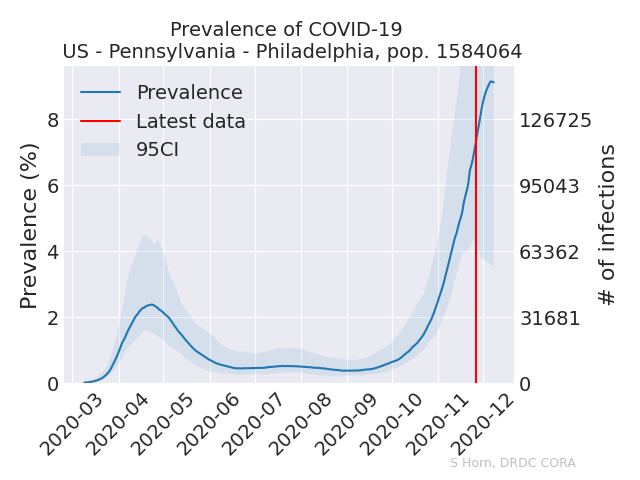 Prevalence of COVID-19
US - Pennsylvania - Philadelphia, pop. 1584064
Prevalence
Latest data
95CI
Prevalence (%)
8
6
4
2
0
126725
95043
63362
31681
0
# of infections
2020-03
2020-04
2020-05
2020-06
2020-07
2020-08
2020-09
2020-10
2020-11
2020-12
S Horn, DRDC CORA